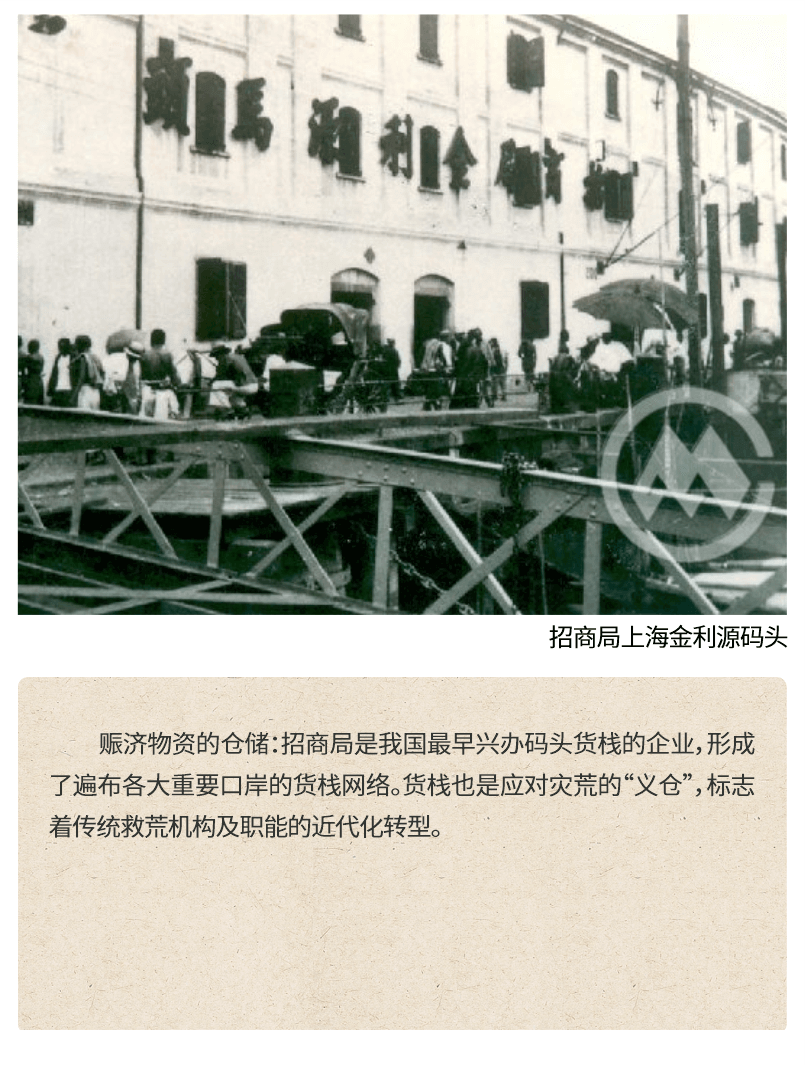 金利源馬頭
招商局上海金利源码头
赈济物资的仓储：招商局是我国最早兴办码头货栈的企业，形成
了遍布各大重要口岸的货栈网络。货栈也是应对灾荒的“义仓”，标志
着传统救荒机构及职能的近代化转型。